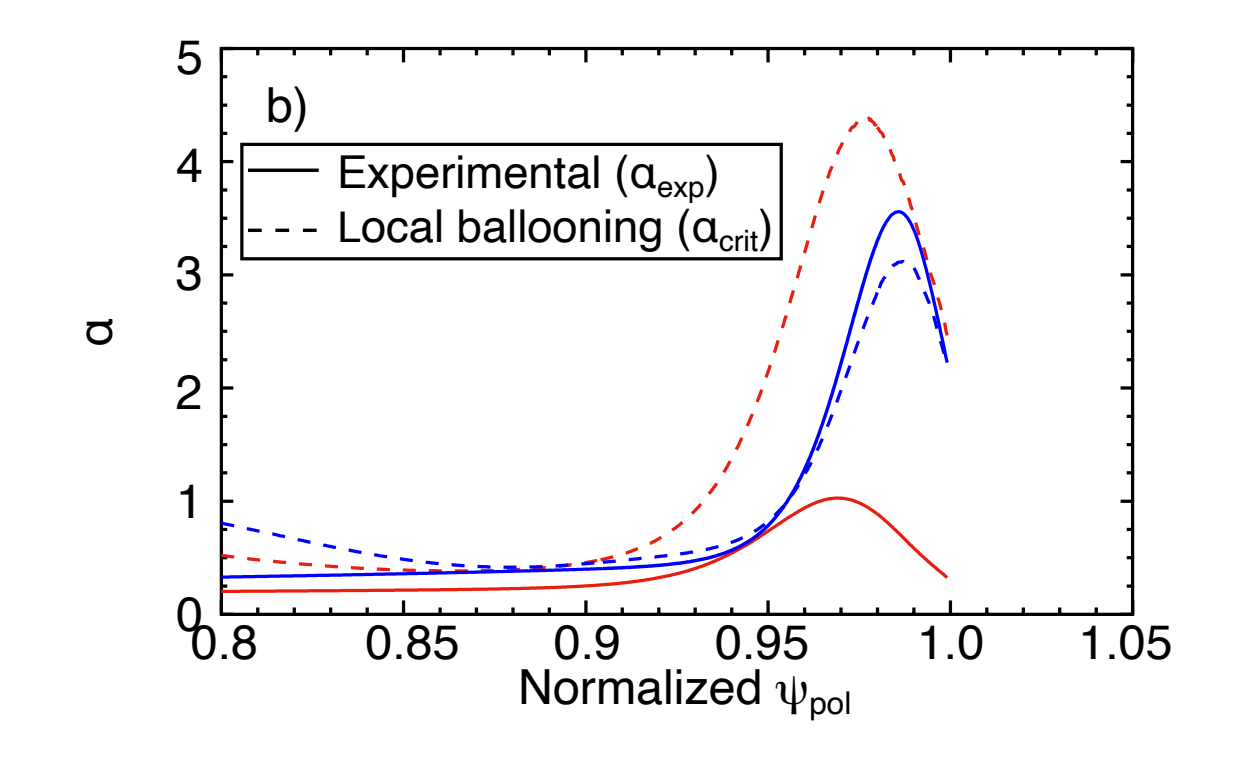 5
b)
4
Experimental (αexp)
Local ballooning (αcrit)
3
α
2
1
0
0.8 0.85 0.9 0.95 1.0 1.05
Normalized ψpol